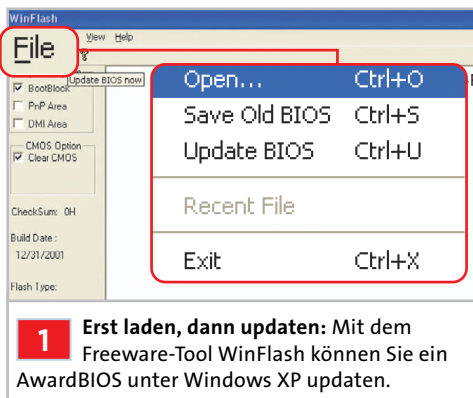 WinFlash
File View Help
Update BIOS now
BootBlock
PnP Area
DMI Area
CMOS Option
Clear CMOS
CheckSum: 0H
Build Date :
12/31/2001
Flash Type:
Open... Ctrl+O
Save Old BIOS Ctrl+S
Update BIOS Ctrl+U
Recent File
Exit Ctrl+X
1 Erst laden, dann updaten: Mit dem
Freeware-Tool WinFlash können Sie ein
AwardBIOS unter Windows XP updaten.